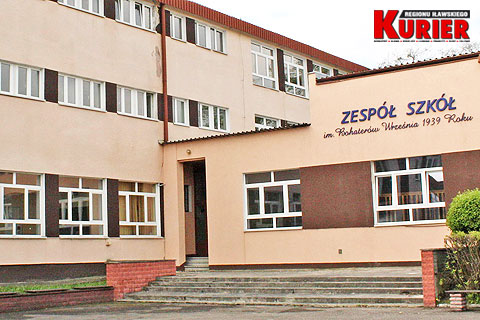 REGIONU IŁAWSKIEGO
KURIER
ZESPÓŁ SZKÓŁ
im. Bohaterów Września 1939 Roku